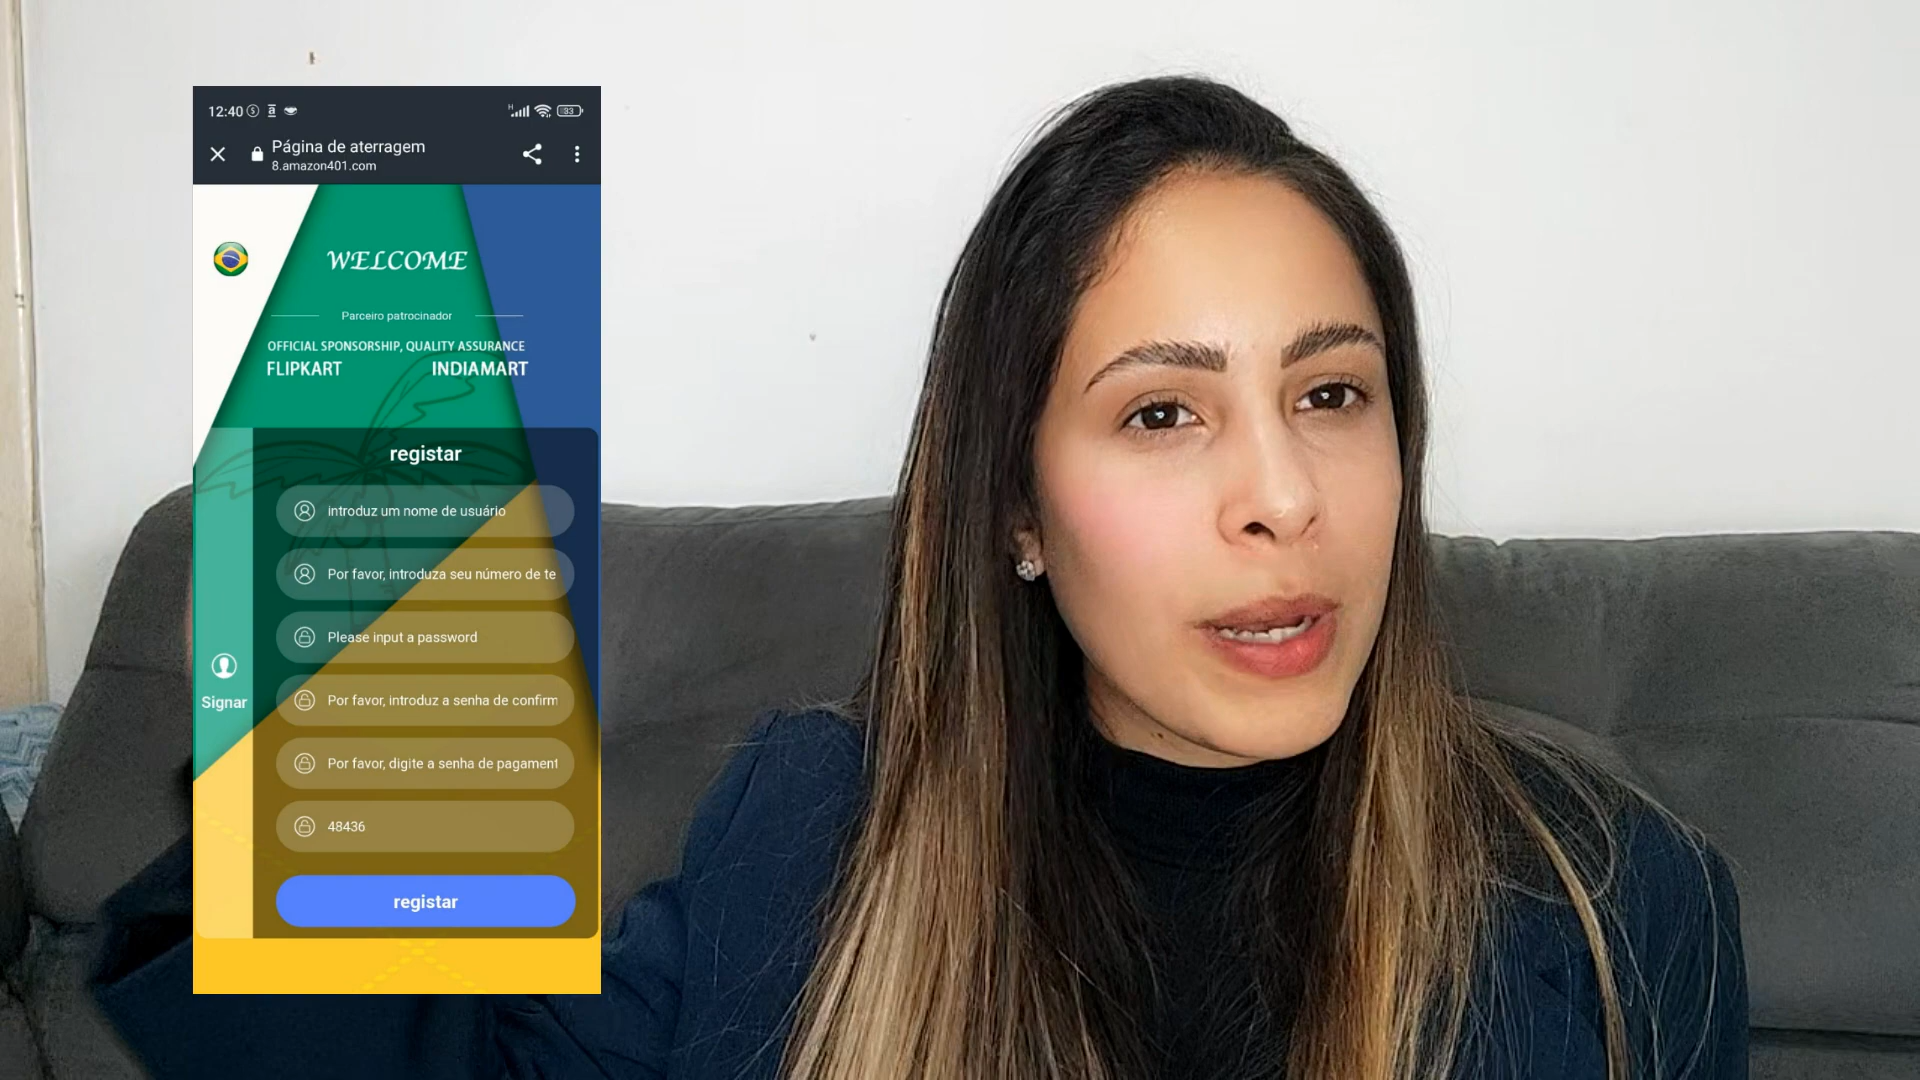 12:40
H
33
Página de aterragem
8.amazon401.com
WELCOME
Parceiro patrocinador
OFFICIAL SPONSORSHIP, QUALITY ASSURANCE
FLIPKART INDIAMART
registar
introduz um nome de usuário
Por favor, introduza seu número de te
Please input a password
Signar
Por favor, introduz a senha de confirm
Por favor, digite a senha de pagament
48436
registar